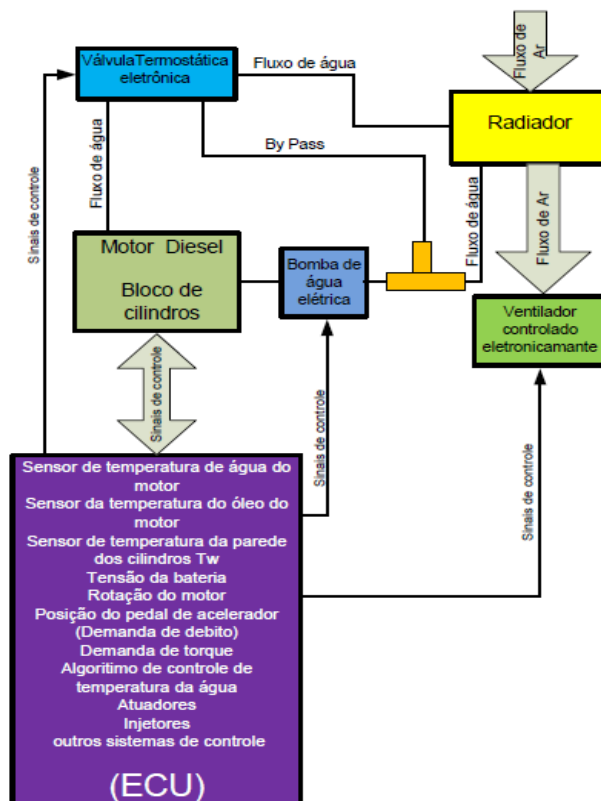 Fluxo de
Ar
VálvulaTermostática
eletrônica
Fluxo de água
Radiador
By Pass
Sinais de controle
Fluxo de água
Fluxo de água
Fluxo de Ar
Motor Diesel
Bloco de
cilindros
Bomba de
água
elétrica
Ventilador
controlado
eletronicamante
Sinais de controle
Sinais de controle
Sinais de controle
Sensor de temperatura de água do
motor
Sensor da temperatura do óleo do
motor
Sensor de temperatura da parede
dos cilindros Tw
Tensão da bateria
Rotação do motor
Posição do pedal de acelerador
(Demanda de debito)
Demanda de torque
Algoritimo de controle de
temperatura da água
Atuadores
Injetores
outros sistemas de controle
(ECU)